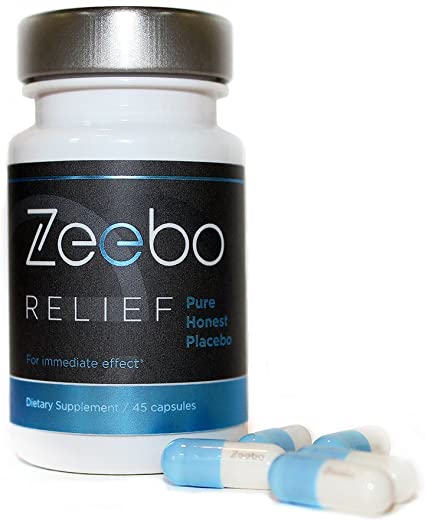 Zeebo
RELIEF
Pure
Honest
Placebo
For immediate effect*
Dietary Supplement / 45 capsules
Zeebo